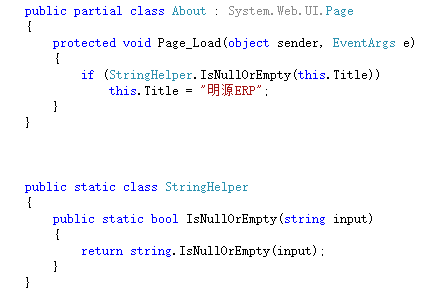 public partial class About : System.Web.UI.Page
{
    protected void Page_Load(object sender, EventArgs e)
    {
        if (StringHelper.IsNullOrEmpty(this.Title))
            this.Title = "明源ERP";
    }
}
public static class StringHelper
{
    public static bool IsNullOrEmpty(string input)
    {
        return string.IsNullOrEmpty(input);
    }
}